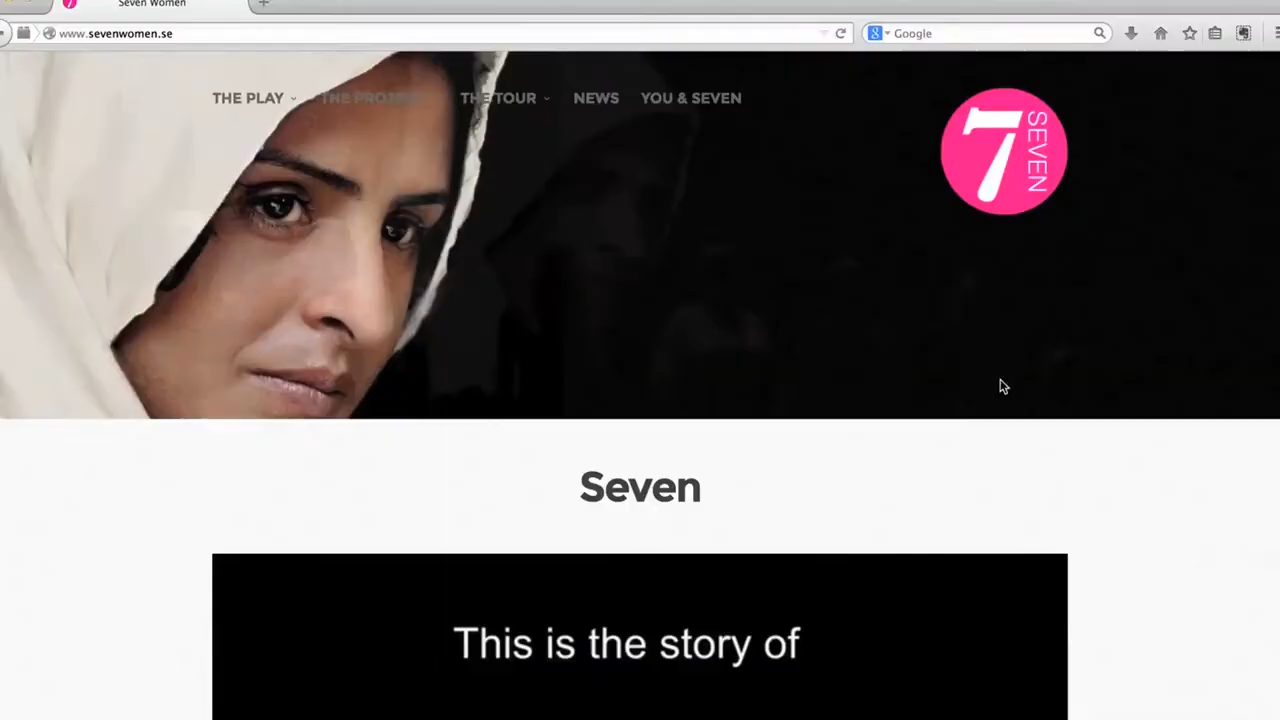 Seven Women
www.sevenwomen.se
Google
THE PLAY
THE PROJECT
THE TOUR
NEWS
YOU & SEVEN
7
SEVEN
Seven
This is the story of